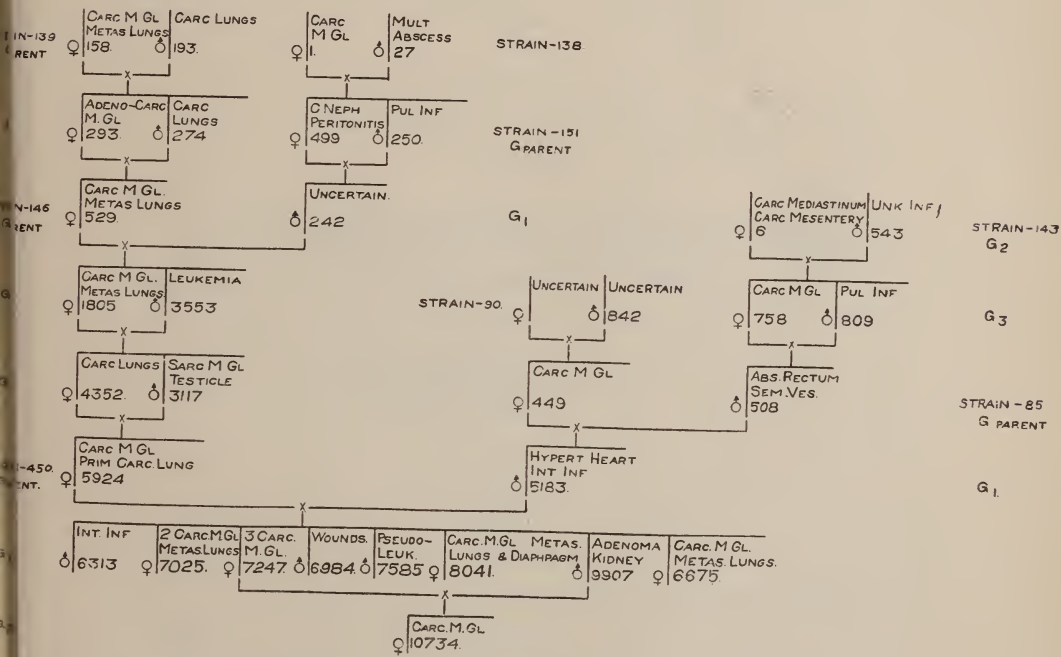 CARC M GL
METAS LUNGS
♀ 158. ♂
CARC LUNGS
193.
CARC
M GL
♀ 1. ♂
MULT
ABSCESS
27
STRAIN-138.
IN-139
RENT
ADENO-CARC
M. GL
♀ 293. ♂
CARC
LUNGS
274
C NEPH
PERITONITIS
♀ 499 ♂
PUL INF
250.
STRAIN-151
G PARENT
CARC M GL.
METAS LUNGS
♀ 529.
UNCERTAIN.
♂ 242
G1
N-146
RENT
CARC MEDIASTINUM
CARC MESENTERY
♀ 6 ♂
UNK INF
543
STRAIN-143
G2
CARC M GL.
METAS LUNGS
♀ 1805 ♂
LEUKEMIA
3553
STRAIN-90.
UNCERTAIN
♀ ♂
UNCERTAIN
842
CARC M GL
♀ 758 ♂
PUL INF
809
G3
CARC LUNGS
♀ 4352. ♂
SARC M GL
TESTICLE
3117
CARC M GL
♀ 449
ABS. RECTUM
SEM. VES.
♂ 508
STRAIN-85
G PARENT
-450.
ENT.
CARC M GL
PRIM CARC. LUNG
♀ 5924
HYPERT HEART
INT INF
♂ 5183.
G1.
X
INT. INF
♂ 6313
2 CARC M GL
METAS. LUNGS
♀ 7025.
3 CARC.
M. GL.
♀ 7247.
WOUNDS.
♂ 6984.
PSEUDO-
LEUK.
♂ 7585
CARC. M. GL METAS.
LUNGS & DIAPHPAGM
♀ 8041.
ADENOMA
KIDNEY
♂ 9907
CARC. M. GL.
METAS. LUNGS.
♀ 6675.
X
CARC. M. GL
♀ 10734.